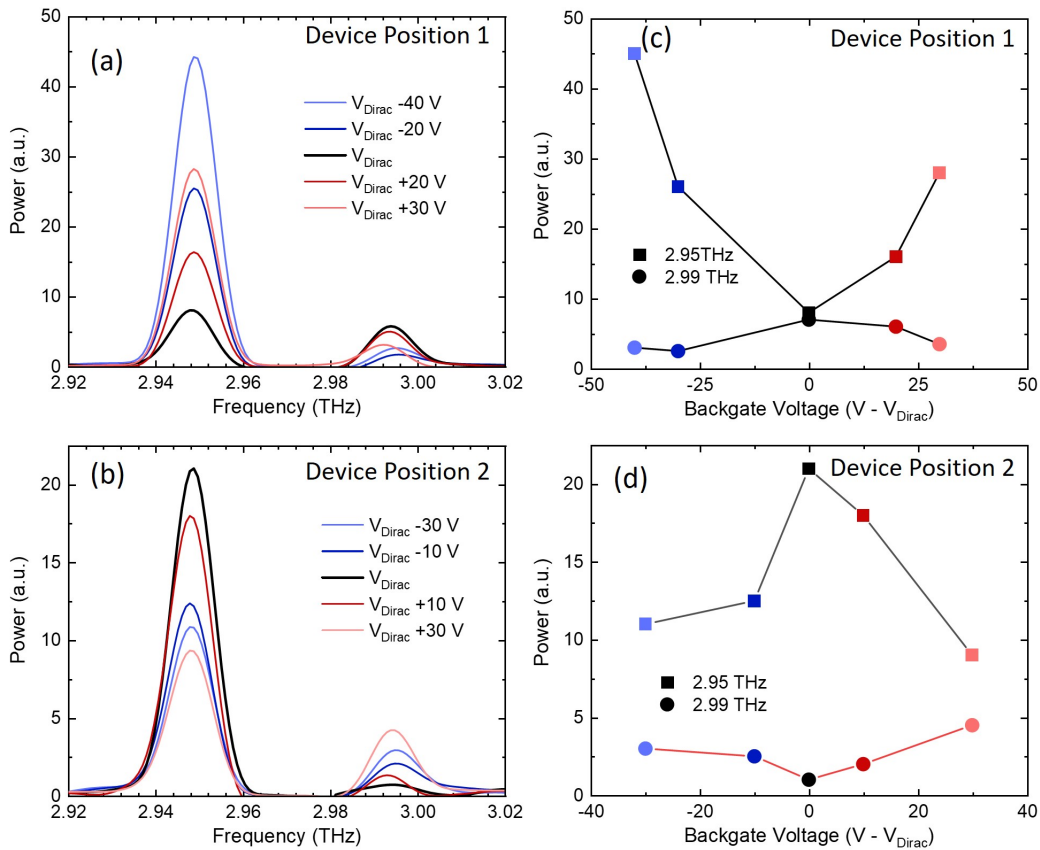 (a)
Device Position 1
V_Dirac -40 V
V_Dirac -20 V
V_Dirac
V_Dirac +20 V
V_Dirac +30 V
50
40
30
20
10
0
Power (a.u.)
2.92
2.94
2.96
2.98
3.00
3.02
Frequency (THz)
(c)
Device Position 1
2.95THz
2.99 THz
50
40
30
20
10
0
Power (a.u.)
-50
-25
0
25
50
Backgate Voltage (V - V_Dirac)
(b)
Device Position 2
V_Dirac -30 V
V_Dirac -10 V
V_Dirac
V_Dirac +10 V
V_Dirac +30 V
20
15
10
5
0
Power (a.u.)
2.92
2.94
2.96
2.98
3.00
3.02
Frequency (THz)
(d)
Device Position 2
2.95 THz
2.99 THz
20
15
10
5
0
Power (a.u.)
-40
-20
0
20
40
Backgate Voltage (V - V_Dirac)